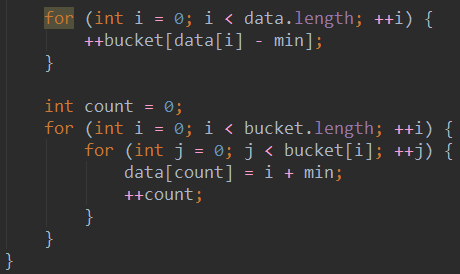 for (int i = 0; i < data.length; ++i) {
++bucket[data[i] - min];
}
int count = 0;
for (int i = 0; i < bucket.length; ++i) {
for (int j = 0; j < bucket[i]; ++j) {
data[count] = i + min;
++count;
}
}
}